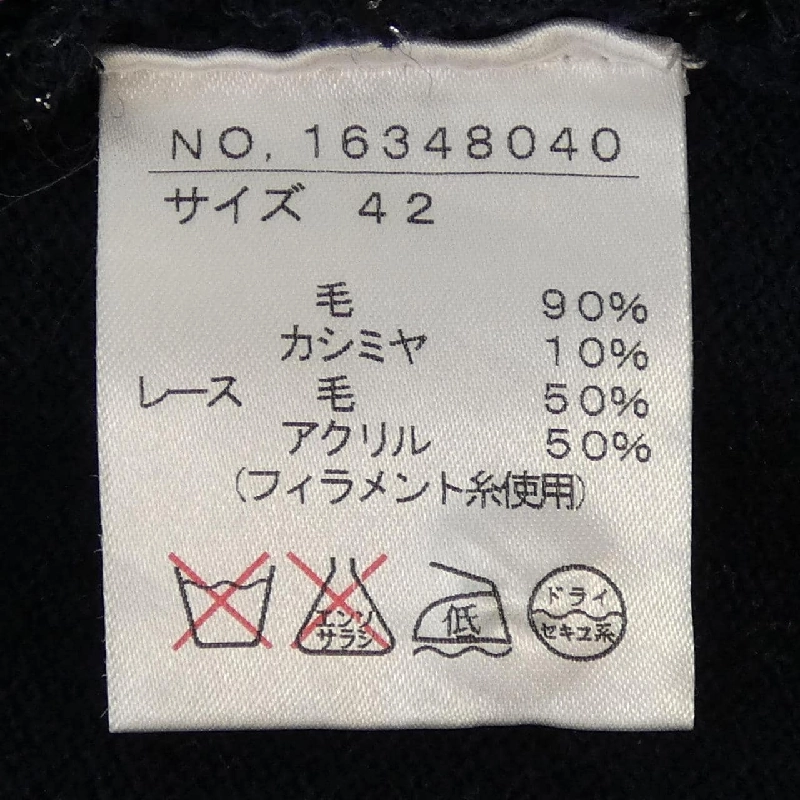 NO, 16348040
サイズ 42
毛 90%
カシミヤ 10%
レース 毛 50%
アクリル 50%
(フィラメント糸使用)
エンソ
サラシ
低
ドライ
セキユ系